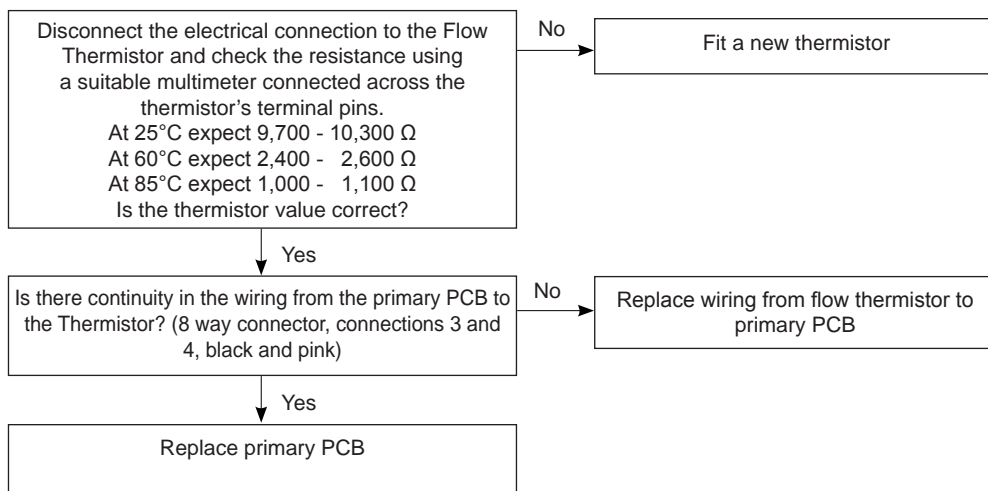 Disconnect the electrical connection to the Flow
Thermistor and check the resistance using
a suitable multimeter connected across the
thermistor's terminal pins.
At 25°C expect 9,700 - 10,300 Ω
At 60°C expect 2,400 - 2,600 Ω
At 85°C expect 1,000 - 1,100 Ω
Is the thermistor value correct?
No
Fit a new thermistor
Yes
Is there continuity in the wiring from the primary PCB to
the Thermistor? (8 way connector, connections 3 and
4, black and pink)
No
Replace wiring from flow thermistor to
primary PCB
Yes
Replace primary PCB